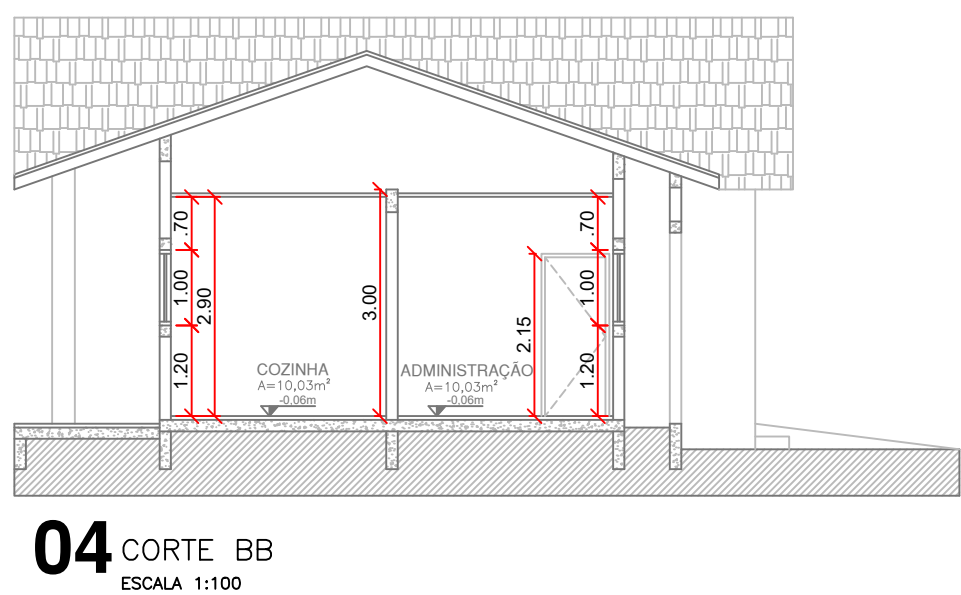 .70
.70
1.00
2.90
3.00
1.00
2.15
1.20
1.20
COZINHA
A=10,03m²
-0.06m
ADMINISTRAÇÃO
A=10,03m²
-0.06m
04 CORTE BB
ESCALA 1:100